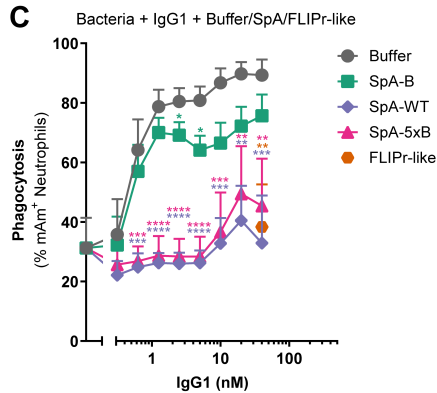 C
Bacteria + IgG1 + Buffer/SpA/FLIPr-like
Phagocytosis
(% mAm+ Neutrophils)
100
80
60
40
20
0
* *
*** ***
**** ****
**** ****
**** ****
*** ***
** **
** ** ***
1 10 100
IgG1 (nM)
Buffer
SpA-B
SpA-WT
SpA-5xB
FLIPr-like